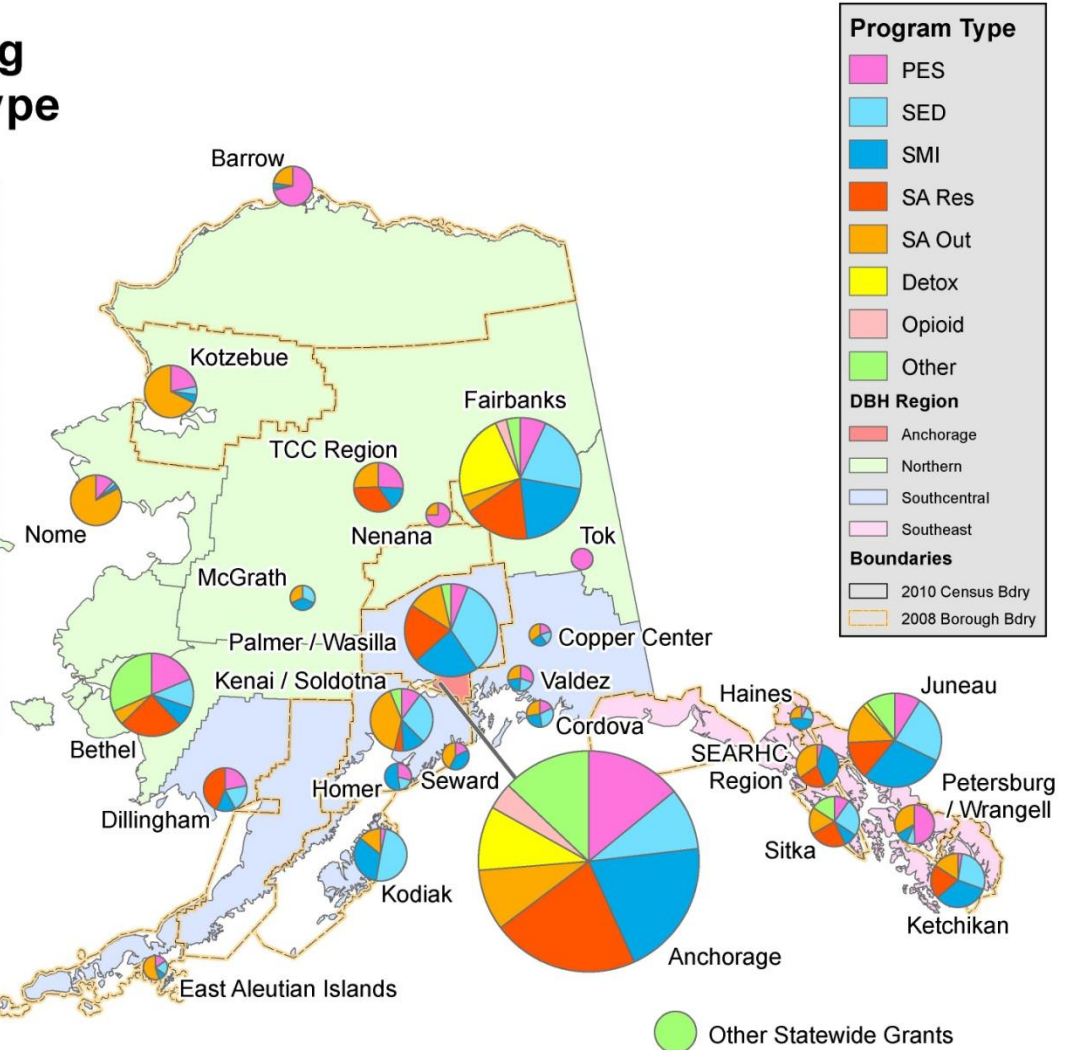 g
ype
Program Type
PES
SED
SMI
SA Res
SA Out
Detox
Opioid
Other
DBH Region
Anchorage
Northern
Southcentral
Southeast
Boundaries
2010 Census Bdry
2008 Borough Bdry
Barrow
Kotzebue
Fairbanks
TCC Region
Nome
Nenana
Tok
McGrath
Palmer / Wasilla
Copper Center
Kenai / Soldotna
Valdez
Haines
Juneau
Cordova
Bethel
SEARHC
Region
Homer
Seward
Petersburg
/ Wrangell
Dillingham
Sitka
Kodiak
Ketchikan
Anchorage
East Aleutian Islands
Other Statewide Grants